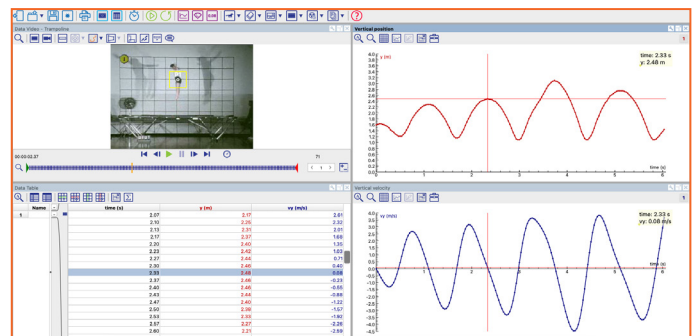 Data Video - Trampoline
00:00:02.27
71
1
Vertical position
1
y (m)
time: 2.33 s
y: 2.48 m
4.0
3.8
3.6
3.4
3.2
3.0
2.8
2.6
2.4
2.2
2.0
1.8
1.6
1.4
1.2
1.0
0.8
0.6
0.4
0.2
0.0
time (s)
1 2 3 4 5 6
Data Table
Name time (s) y (m) vy (m/s)
1
2.07 2.17 2.61
2.10 2.25 2.32
2.13 2.31 2.01
2.17 2.37 1.68
2.20 2.40 1.35
2.23 2.42 1.03
2.27 2.44 0.71
2.30 2.46 0.40
2.33 2.48 0.08
2.37 2.48 -0.23
2.40 2.46 -0.55
2.43 2.44 -0.88
2.47 2.40 -1.22
2.50 2.38 -1.57
2.53 2.33 -1.92
2.57 2.27 -2.26
2.60 2.21 -2.59
Vertical velocity
1
vy (m/s)
time: 2.33 s
vy: 0.08 m/s
4.0
3.5
3.0
2.5
2.0
1.5
1.0
0.5
0.0
-0.5
-1.0
-1.5
-2.0
-2.5
-3.0
-3.5
-4.0
-4.5
time (s)
1 2 3 4 5 6